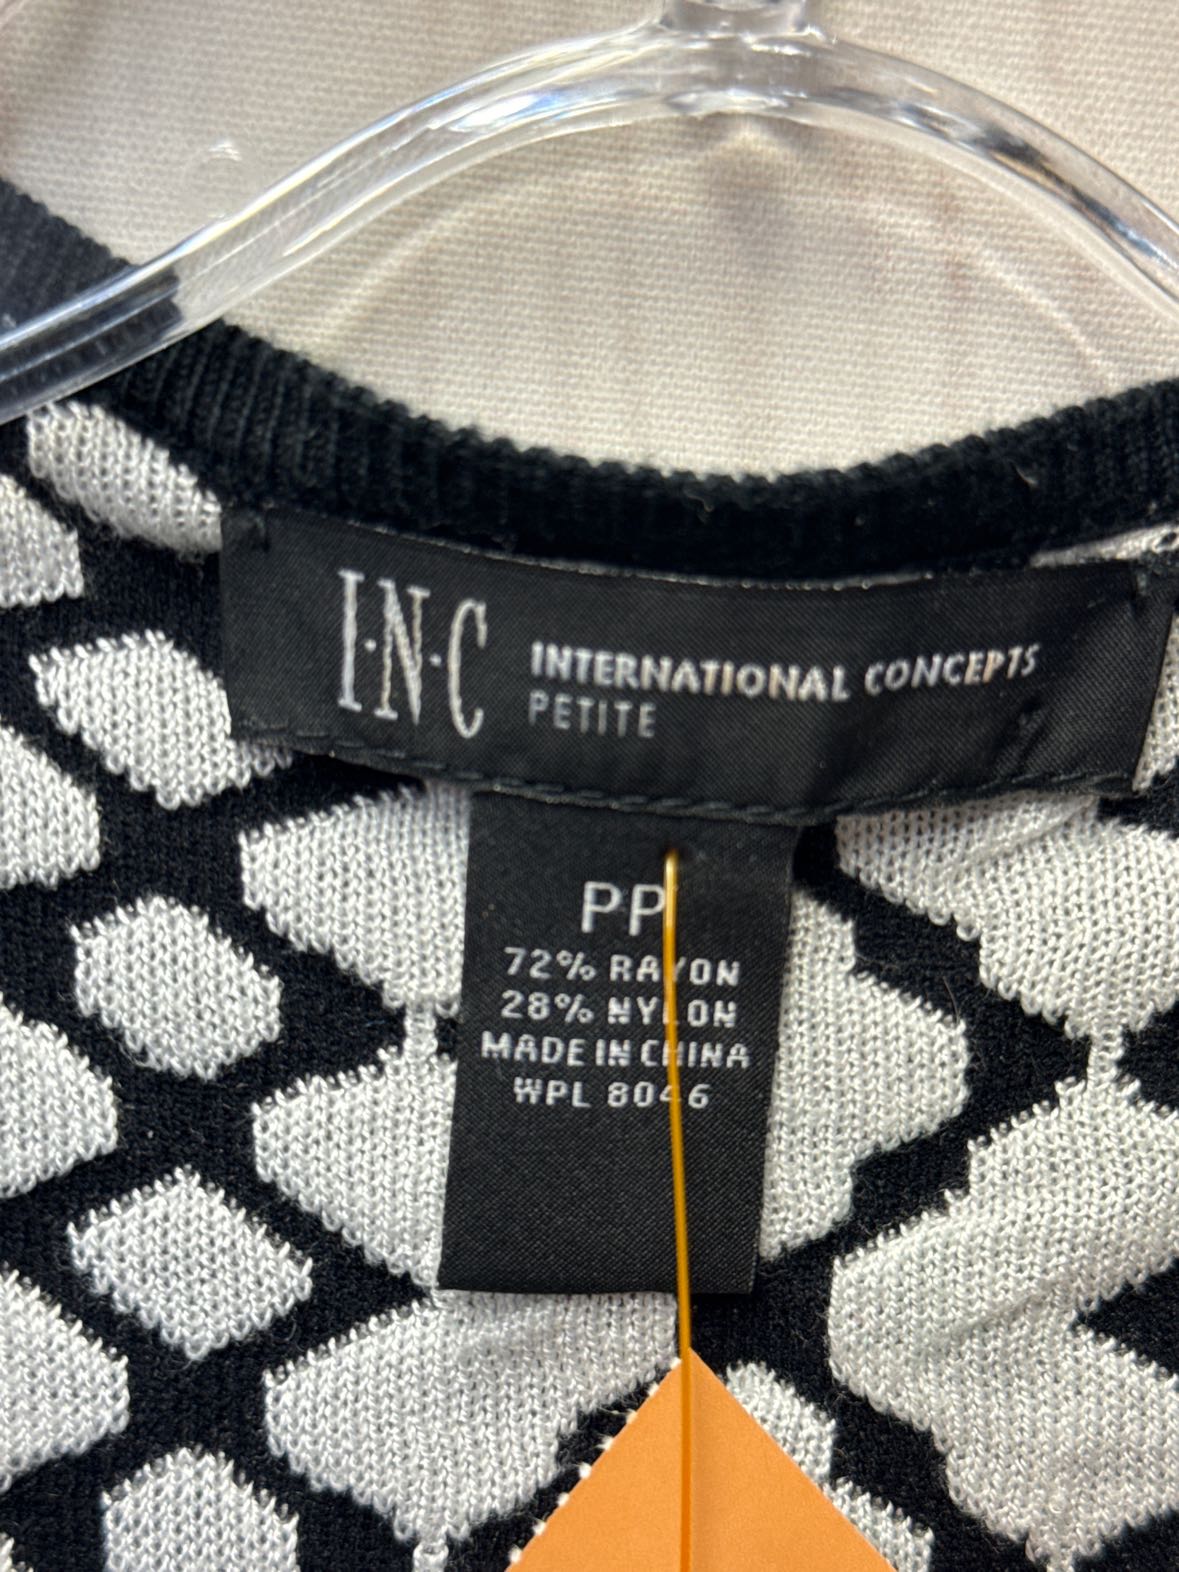 I·N·C INTERNATIONAL CONCEPTS
PETITE
PP
72% RAYON
28% NYLON
MADE IN CHINA
WPL 8046